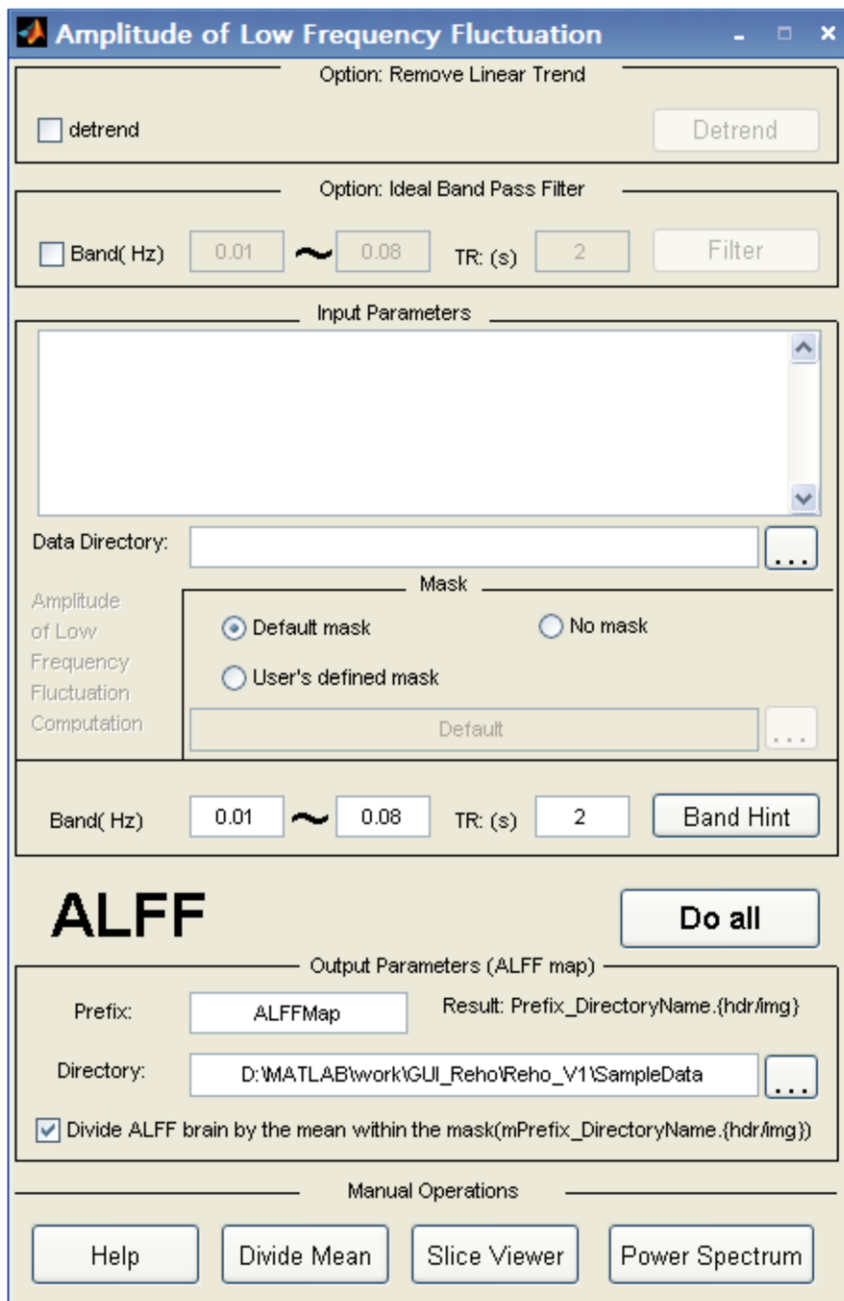 Amplitude of Low Frequency Fluctuation
Option: Remove Linear Trend
detrend Detrend
Option: Ideal Band Pass Filter
Band( Hz) 0.01 ~ 0.08 TR: (s) 2 Filter
Input Parameters
Data Directory: ...
Amplitude
of Low
Frequency
Fluctuation
Computation
Mask
Default mask No mask
User's defined mask
Default ...
Band( Hz) 0.01 ~ 0.08 TR: (s) 2 Band Hint
ALFF Do all
Output Parameters (ALFF map)
Prefix: ALFFMap Result: Prefix_DirectoryName.{hdr/img}
Directory: D:\MATLAB\work\GUI_Reho\Reho_V1\SampleData ...
Divide ALFF brain by the mean within the mask(mPrefix_DirectoryName.{hdr/img})
Manual Operations
Help Divide Mean Slice Viewer Power Spectrum